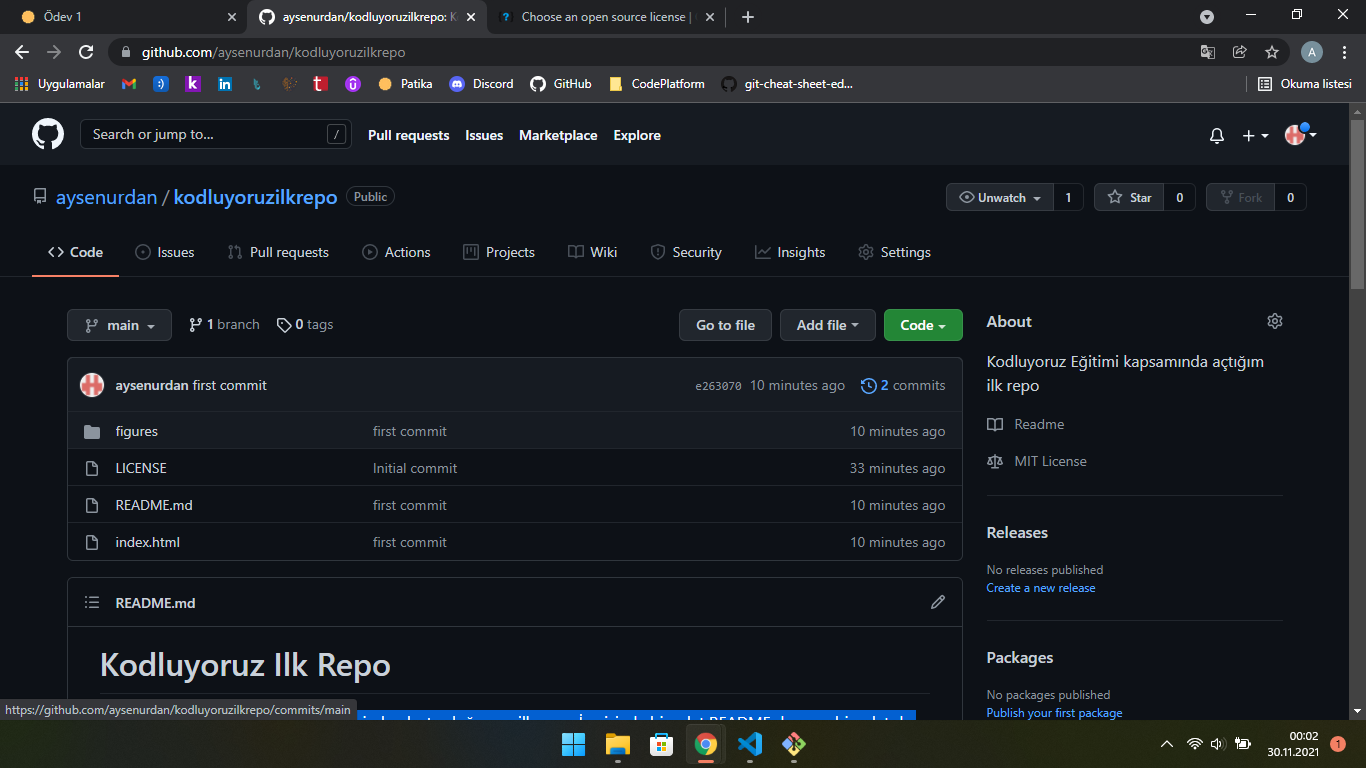 Ödev 1
aysenurdan/kodluyoruzilkrepo: K
Choose an open source license |
github.com/aysenurdan/kodluyoruzilkrepo
A
Uygulamalar
Patika
Discord
GitHub
CodePlatform
git-cheat-sheet-ed...
Okuma listesi
Search or jump to...
/
Pull requests
Issues
Marketplace
Explore
aysenurdan / kodluyoruzilkrepo
Public
Unwatch
1
Star
0
Fork
0
Code
Issues
Pull requests
Actions
Projects
Wiki
Security
Insights
Settings
main
1 branch
0 tags
Go to file
Add file
Code
About
Kodluyoruz Eğitimi kapsamında açtığım
ilk repo
Readme
MIT License
aysenurdan first commit
e263070
10 minutes ago
2 commits
figures
first commit
10 minutes ago
LICENSE
Initial commit
33 minutes ago
README.md
first commit
10 minutes ago
index.html
first commit
10 minutes ago
Releases
No releases published
Create a new release
README.md
Kodluyoruz Ilk Repo
Packages
No packages published
Publish your first package
https://github.com/aysenurdan/kodluyoruzilkrepo/commits/main
00:02
30.11.2021
1